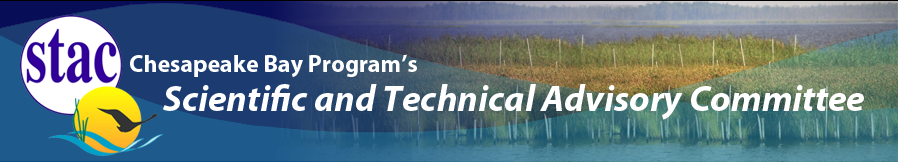 stac
Chesapeake Bay Program's
Scientific and Technical Advisory Committee